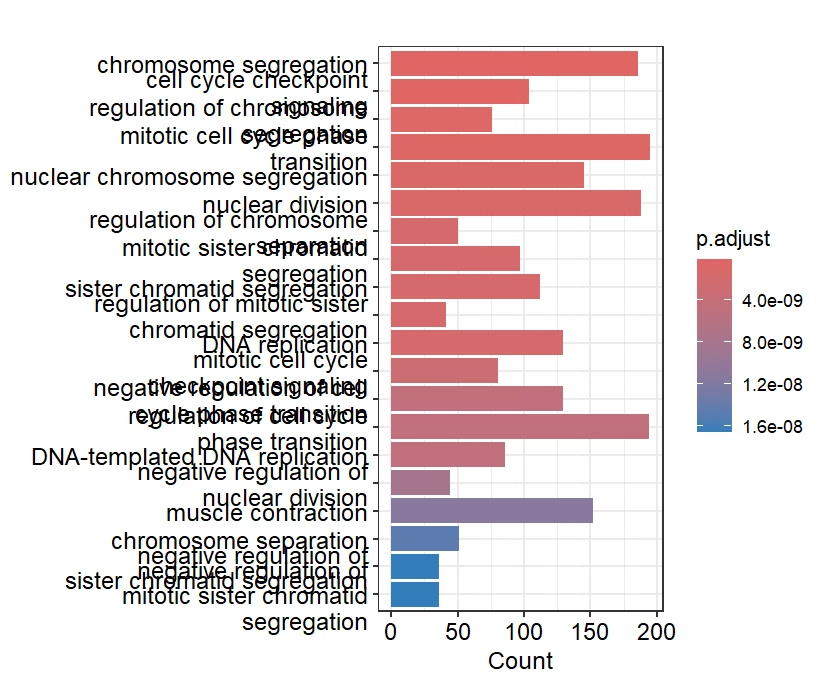 chromosome segregation
cell cycle checkpoint
signaling
regulation of chromosome
segregation
mitotic cell cycle phase
transition
nuclear chromosome segregation
nuclear division
regulation of chromosome
separation
mitotic sister chromatid
segregation
sister chromatid segregation
regulation of mitotic sister
chromatid segregation
DNA replication
mitotic cell cycle
checkpoint signaling
negative regulation of cell
cycle phase transition
regulation of cell cycle
phase transition
DNA-templated DNA replication
negative regulation of
nuclear division
muscle contraction
chromosome separation
negative regulation of
sister chromatid segregation
negative regulation of
mitotic sister chromatid
segregation
0 50 100 150 200
Count
p.adjust
4.0e-09
8.0e-09
1.2e-08
1.6e-08